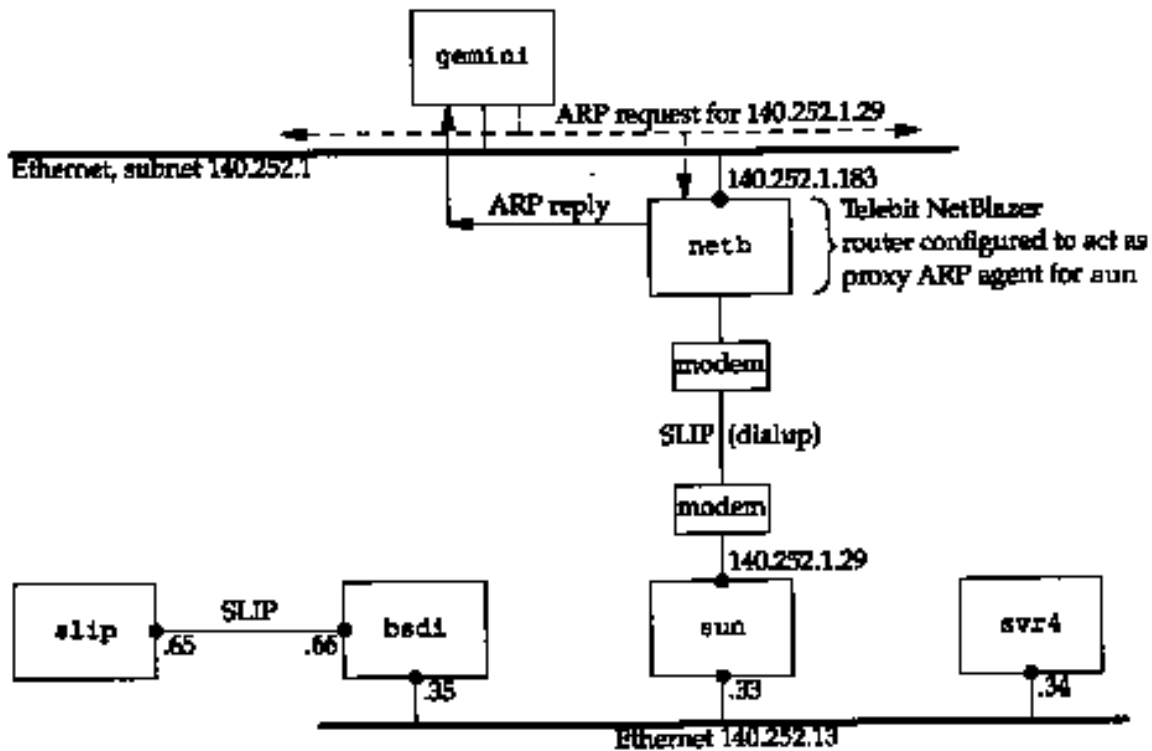 gemini
ARP request for 140.252.1.29
Ethernet, subnet 140.252.1
140.252.1.183
ARP reply
netb
Telebit NetBlazer
router configured to act as
proxy ARP agent for sun
modem
SLIP (dialup)
modem
140.252.1.29
slip
SLIP
.65
.66
bsdi
.35
sun
.33
svr4
.34
Ethernet 140.252.13